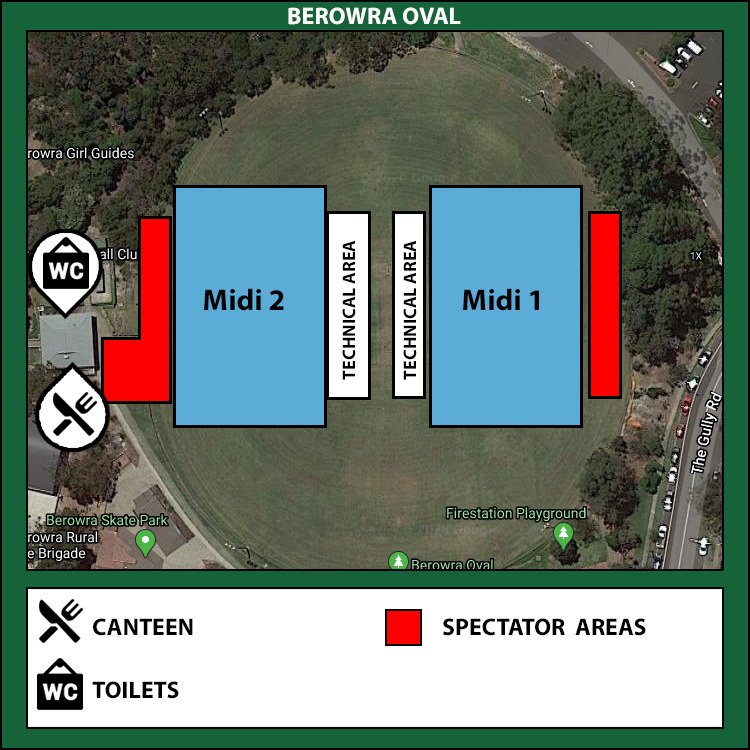 BEROWRA OVAL
rowra Girl Guides
all Clu
WC
1X
Midi 2
TECHNICAL AREA
TECHNICAL AREA
Midi 1
The Gully Rd
Berowra Skate Park
rowra Rural
e Brigade
Firestation Playground
Berowra Oval
CANTEEN
SPECTATOR AREAS
WC
TOILETS